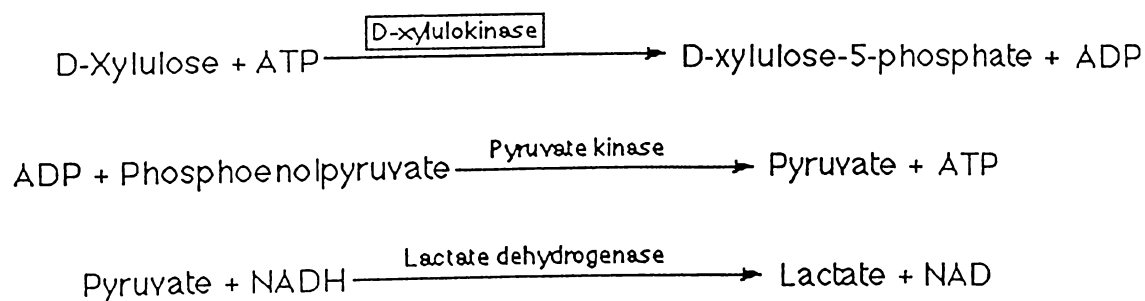 D-xylulokinase
D-Xylulose + ATP → D-xylulose-5-phosphate + ADP
Pyruvate kinase
ADP + Phosphoenolpyruvate → Pyruvate + ATP
Lactate dehydrogenase
Pyruvate + NADH → Lactate + NAD